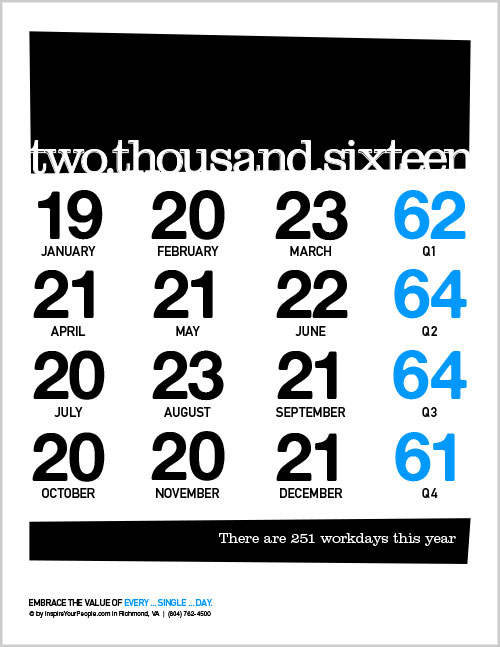 two.thousand.sixteen
19 20 23 62
JANUARY FEBRUARY MARCH Q1
21 21 22 64
APRIL MAY JUNE Q2
20 23 21 64
JULY AUGUST SEPTEMBER Q3
20 20 21 61
OCTOBER NOVEMBER DECEMBER Q4
There are 251 workdays this year
EMBRACE THE VALUE OF EVERY ... SINGLE ... DAY.
© by InspireYourPeople.com in Richmond, VA | (804) 762-4500